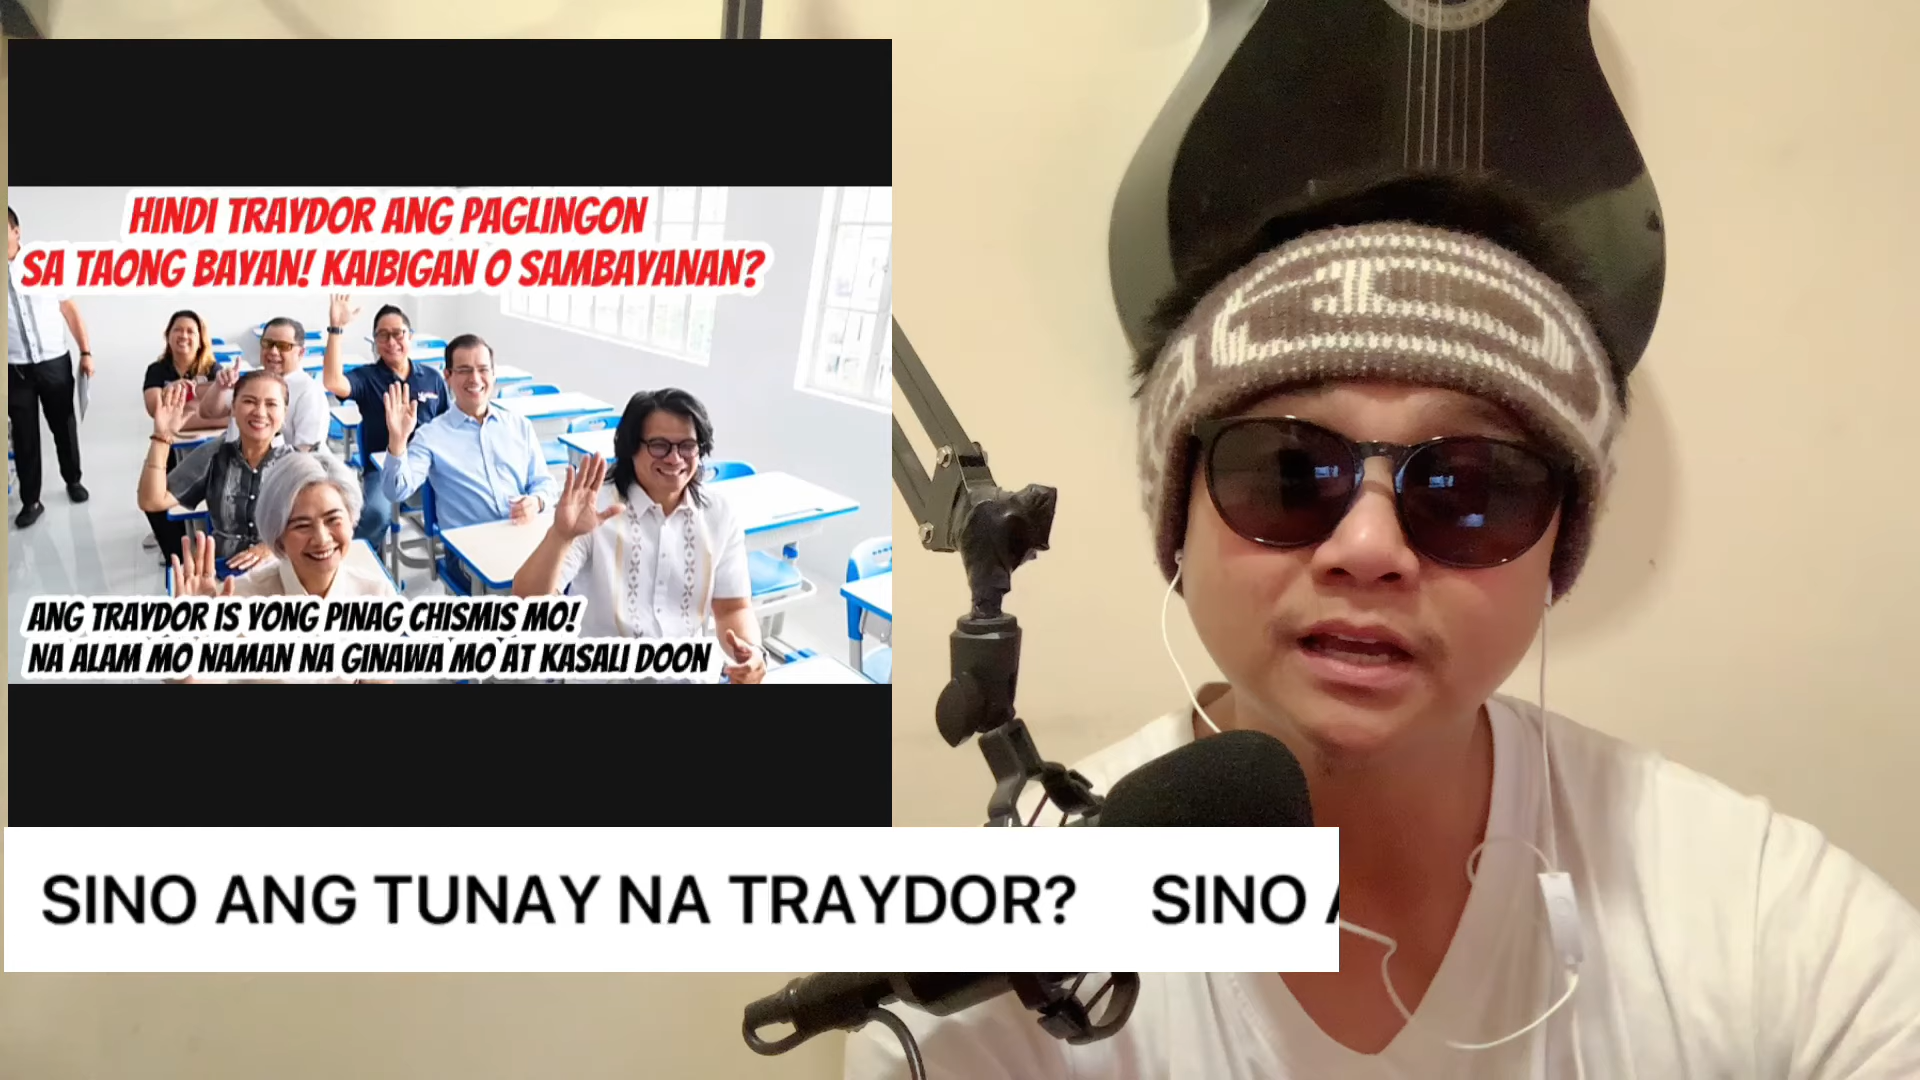 HINDI TRAYDOR ANG PAGLINGON
SA TAONG BAYAN! KAIBIGAN O SAMBAYANAN?
ANG TRAYDOR IS YONG PINAG CHISMIS MO!
NA ALAM MO NAMAN NA GINAWA MO AT KASALI DOON
SINO ANG TUNAY NA TRAYDOR? SINO